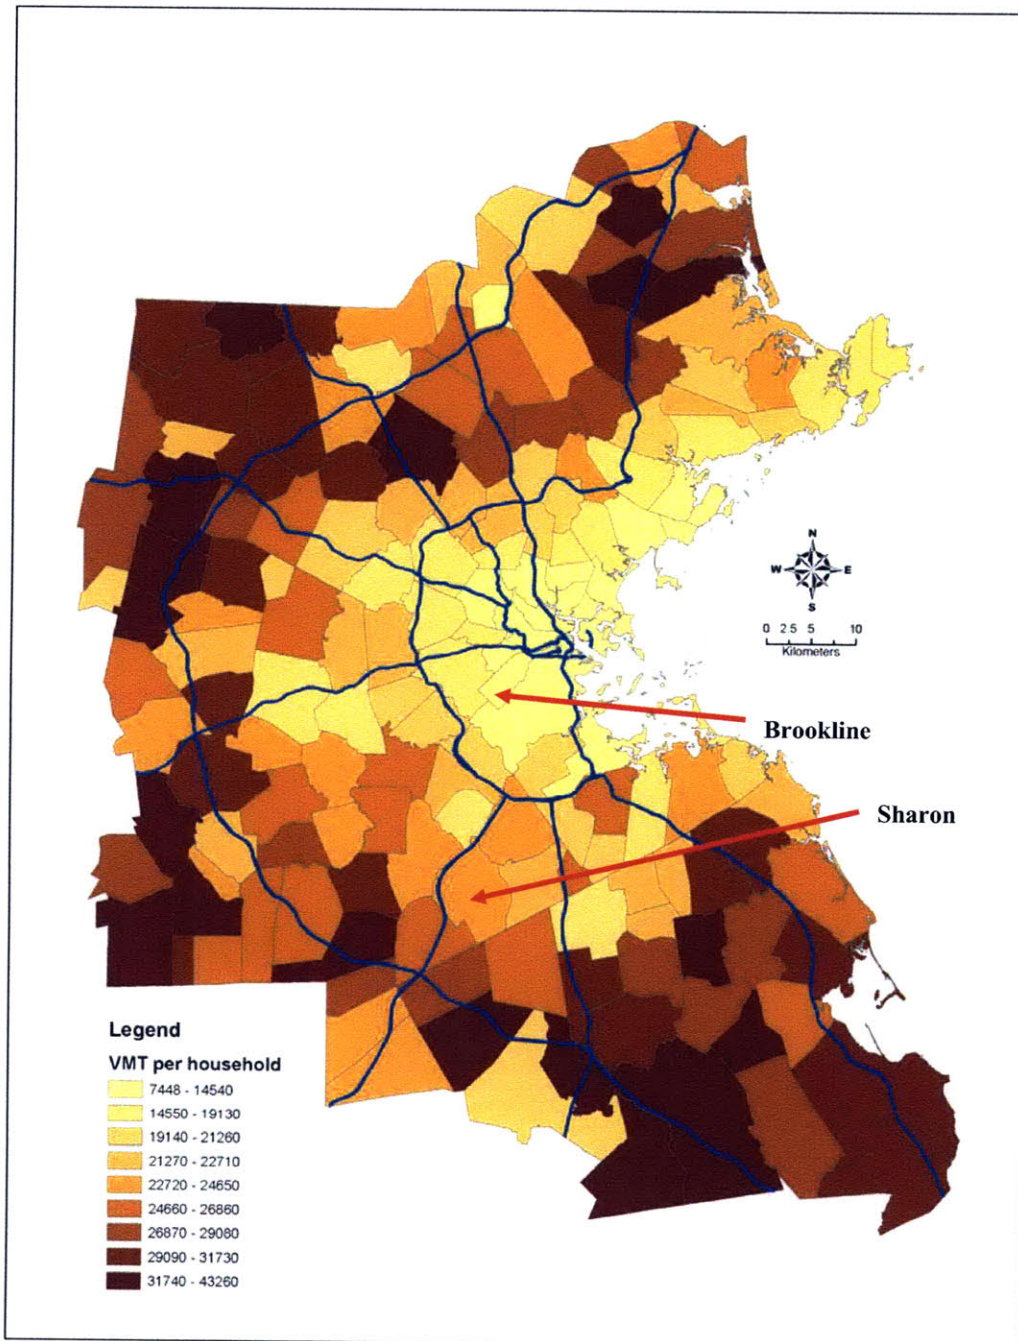 N
W E
S
0 2.5 5 10
Kilometers
Brookline
Sharon
Legend
VMT per household
7448 - 14540
14550 - 19130
19140 - 21260
21270 - 22710
22720 - 24650
24660 - 26860
26870 - 29080
29090 - 31730
31740 - 43260